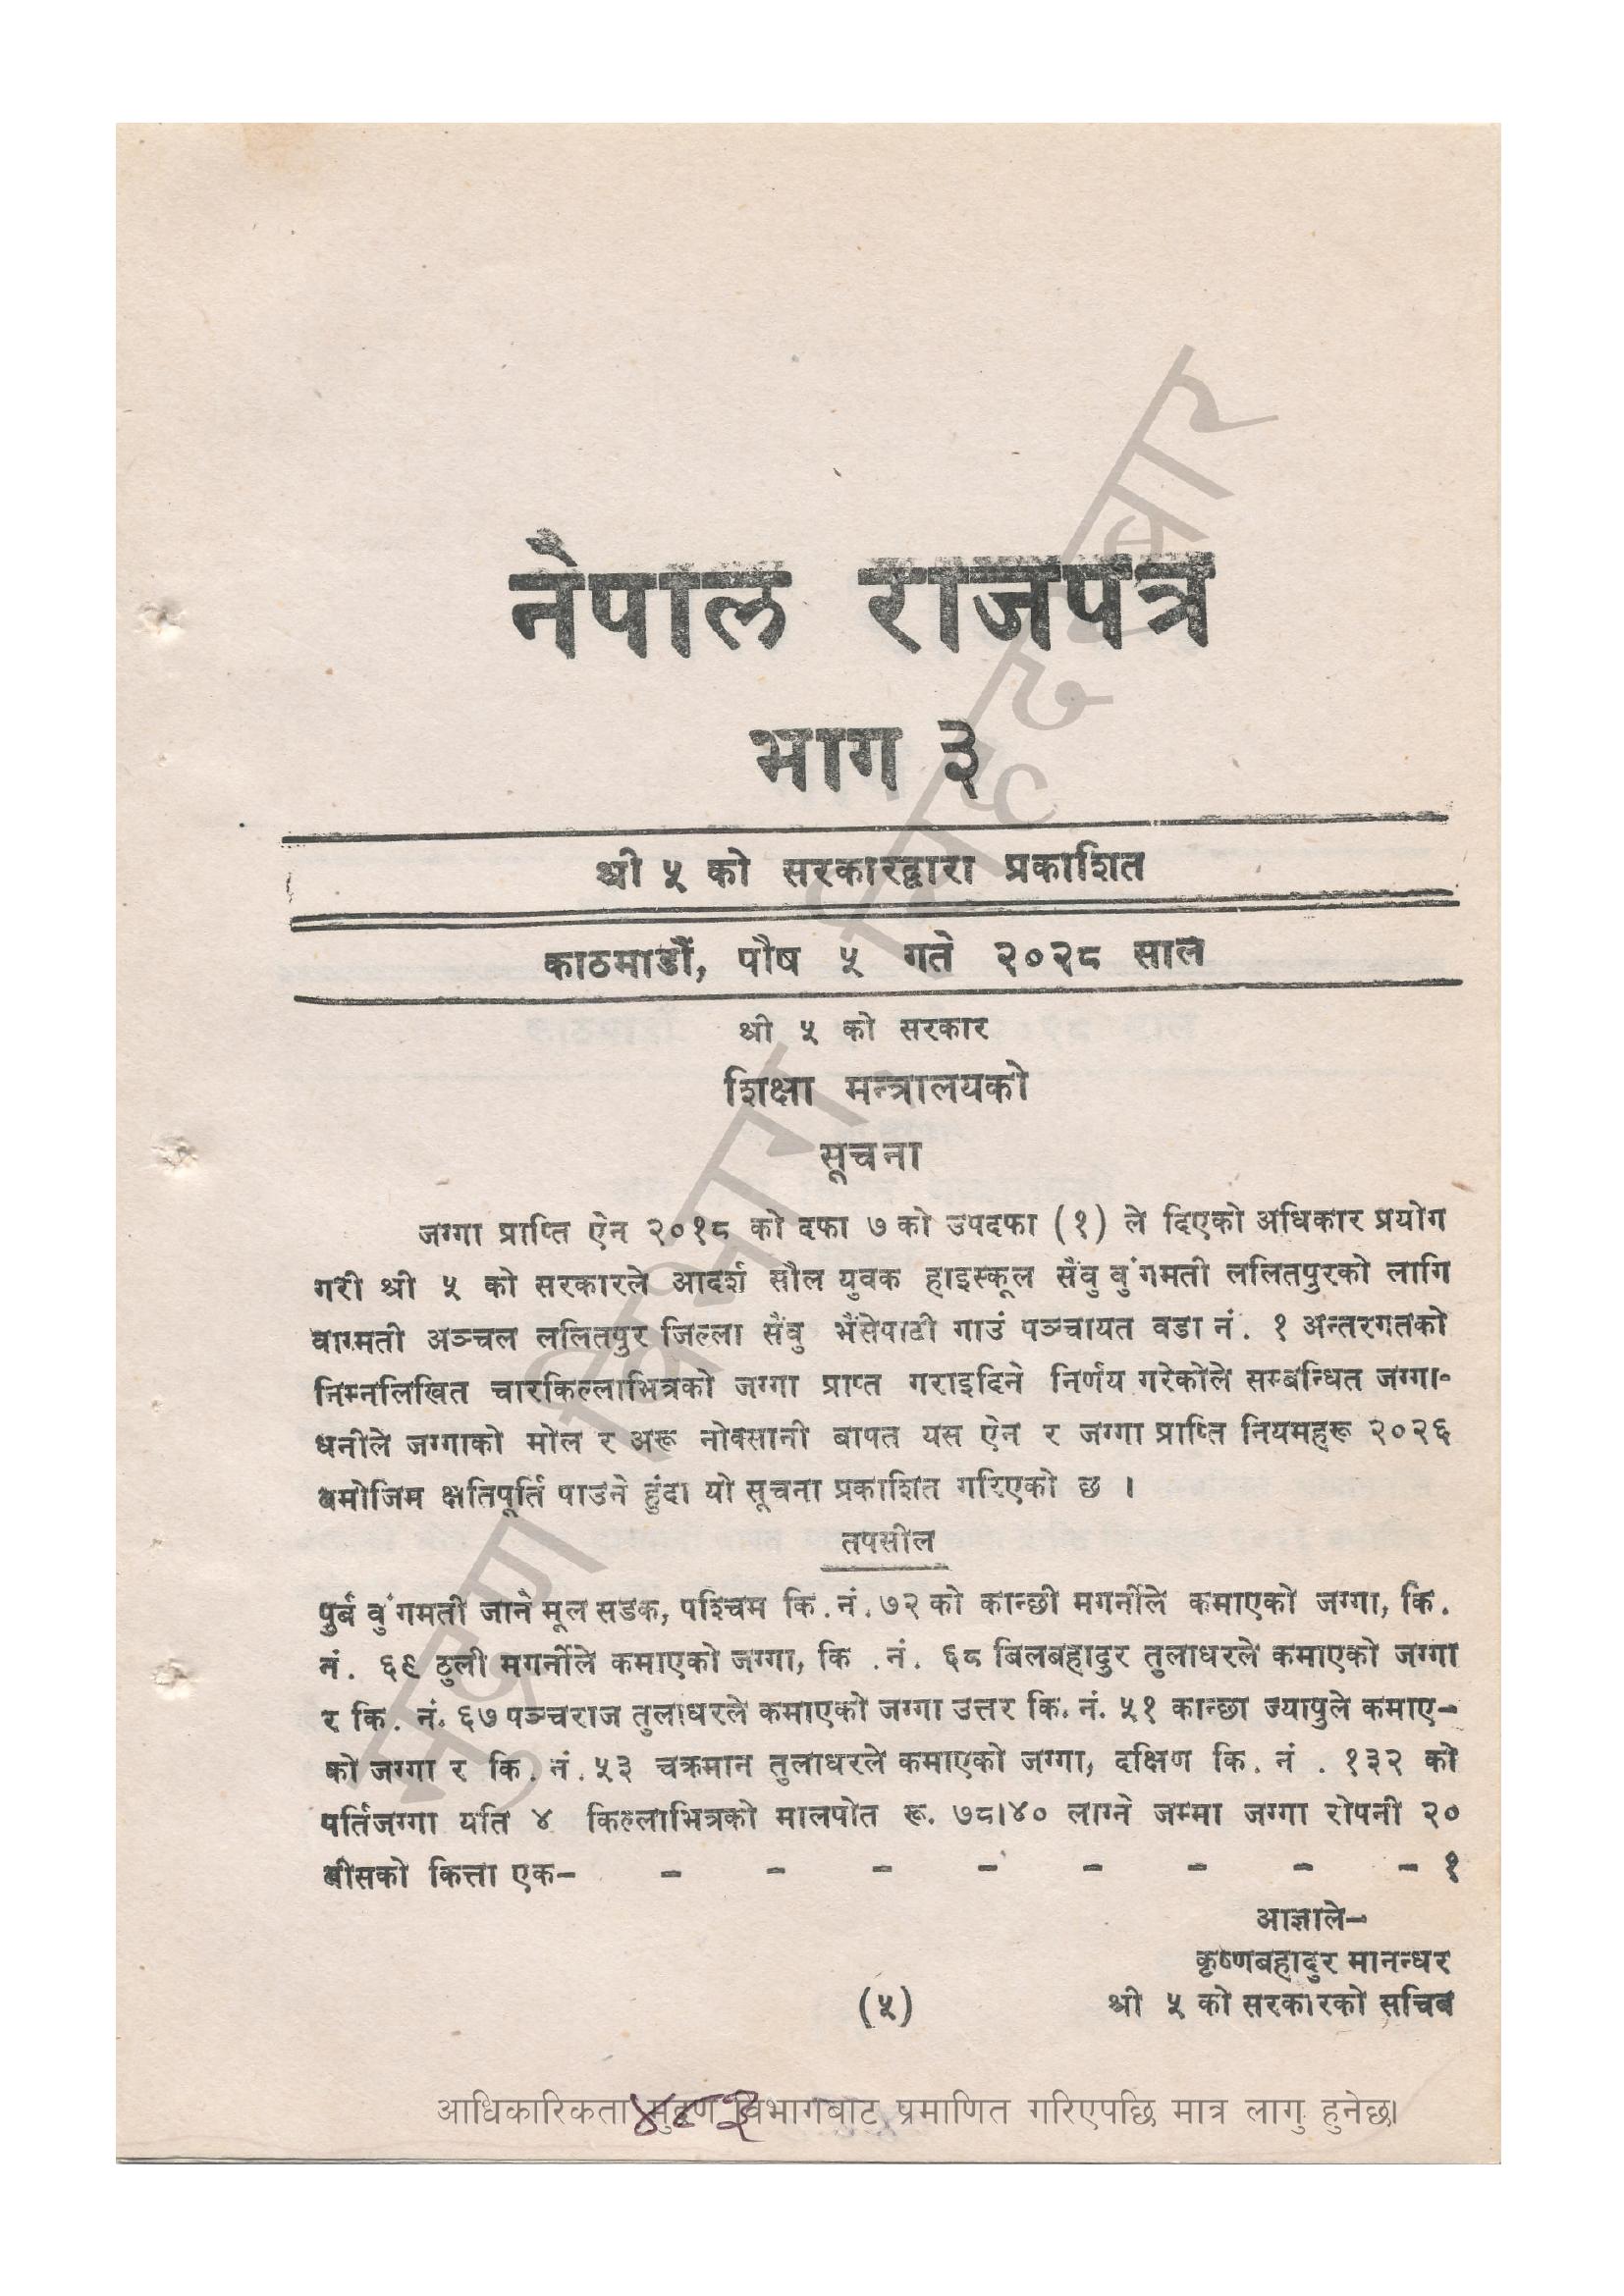 नेपाल राजपत्र
भाग ३
श्री ५ को सरकारद्वारा प्रकाशित
काठमाडौं, पौष ५ गते २०२८ साल
श्री ५ को सरकार
शिक्षा मन्त्रालयको
सूचना
जग्गा प्राप्ति ऐन २०१८ को दफा ७ को उपदफा (१) ले दिएको अधिकार प्रयोग
गरी श्री ५ को सरकारले आदर्श सौल युवक हाइस्कूल सैंवु वुंगमती ललितपुरको लागि
वाग्मती अञ्चल ललितपुर जिल्ला सैंवु भैंसेपाटी गाउं पञ्चायत वडा नं. १ अन्तरगतको
निम्नलिखित चारकिल्लाभित्रको जग्गा प्राप्त गराइदिने निर्णय गरेकोले सम्बन्धित जग्गा-
धनीले जग्गाको मोल र अरू नोक्सानी बापत यस ऐन र जग्गा प्राप्ति नियमहरू २०२६
बमोजिम क्षतिपूर्ति पाउने हुंदा यो सूचना प्रकाशित गरिएको छ ।
तपसील
पुर्ब वुंगमती जाने मूल सडक, पश्चिम कि.नं.७२ को कान्छी मगर्नीले कमाएको जग्गा, कि.
नं. ६९ ठुली मगर्नीले कमाएको जग्गा, कि .नं. ६८ बिलबहादुर तुलाधरले कमाएको जग्गा
र कि. नं. ६७ पञ्चराज तुलाधरले कमाएको जग्गा उत्तर कि. नं. ५१ कान्छा ज्यापुले कमाए-
को जग्गा र कि. नं. ५३ चक्रमान तुलाधरले कमाएको जग्गा, दक्षिण कि. नं . १३२ को
पर्तिजग्गा यति ४ किल्लाभित्रको मालपोत रू. ७८।४० लाग्ने जम्मा जग्गा रोपनी २०
बीसको कित्ता एक- - - - - - - - - १
आज्ञाले-
कृष्णबहादुर मानन्धर
(५) श्री ५ को सरकारको सचिब
आधिकारिकता मुद्रण विभागबाट प्रमाणित गरिएपछि मात्र लागु हुनेछ।
मुद्रण विभाग, सिंहदरबार